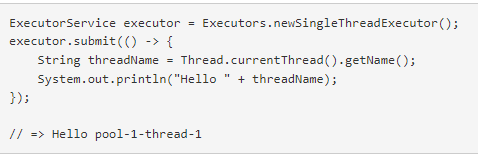 ExecutorService executor = Executors.newSingleThreadExecutor();
executor.submit(() -> {
    String threadName = Thread.currentThread().getName();
    System.out.println("Hello " + threadName);
});

// => Hello pool-1-thread-1